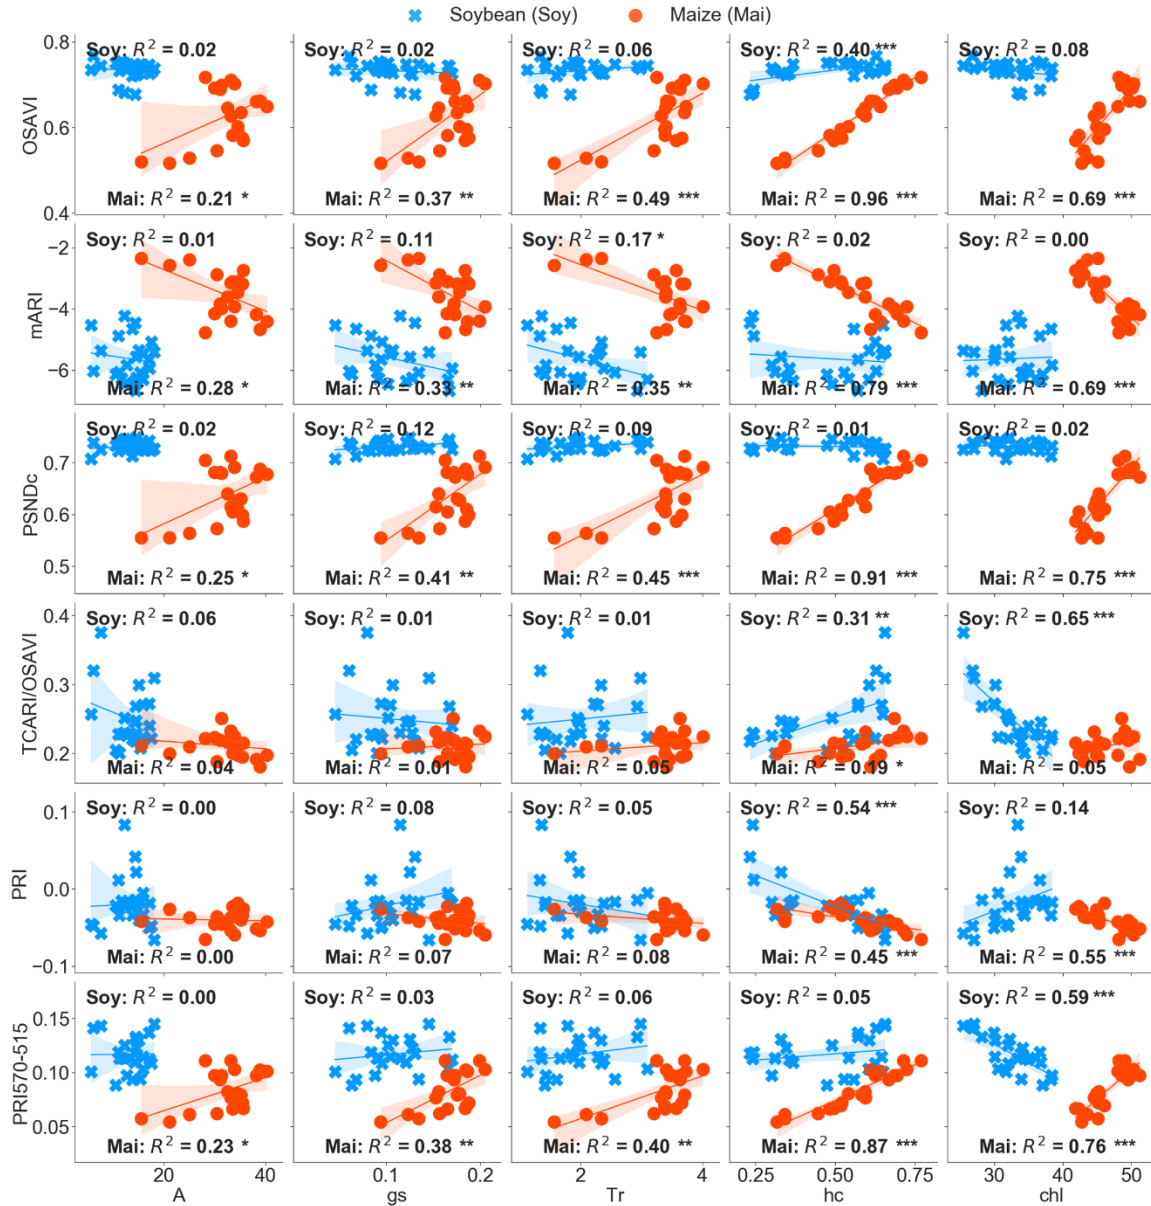 Soybean (Soy) Maize (Mai)
0.8
Soy: R² = 0.02 Soy: R² = 0.02 Soy: R² = 0.06 Soy: R² = 0.40 *** Soy: R² = 0.08
OSAVI
0.6
Mai: R² = 0.21 * Mai: R² = 0.37 ** Mai: R² = 0.49 *** Mai: R² = 0.96 *** Mai: R² = 0.69 ***
0.4
Soy: R² = 0.01 Soy: R² = 0.11 Soy: R² = 0.17 * Soy: R² = 0.02 Soy: R² = 0.00
−2
mARI
−4
−6
Mai: R² = 0.28 * Mai: R² = 0.33 ** Mai: R² = 0.35 ** Mai: R² = 0.79 *** Mai: R² = 0.69 ***
Soy: R² = 0.02 Soy: R² = 0.12 Soy: R² = 0.09 Soy: R² = 0.01 Soy: R² = 0.02
0.7
PSNDc
0.6
0.5
Mai: R² = 0.25 * Mai: R² = 0.41 ** Mai: R² = 0.45 *** Mai: R² = 0.91 *** Mai: R² = 0.75 ***
0.4
Soy: R² = 0.06 Soy: R² = 0.01 Soy: R² = 0.01 Soy: R² = 0.31 ** Soy: R² = 0.65 ***
TCARI/OSAVI
0.3
0.2
Mai: R² = 0.04 Mai: R² = 0.01 Mai: R² = 0.05 Mai: R² = 0.19 * Mai: R² = 0.05
0.1
Soy: R² = 0.00 Soy: R² = 0.08 Soy: R² = 0.05 Soy: R² = 0.54 *** Soy: R² = 0.14
PRI
0.0
Mai: R² = 0.00 Mai: R² = 0.07 Mai: R² = 0.08 Mai: R² = 0.45 *** Mai: R² = 0.55 ***
−0.1
Soy: R² = 0.00 Soy: R² = 0.03 Soy: R² = 0.06 Soy: R² = 0.05 Soy: R² = 0.59 ***
0.15
PRI570-515
0.10
0.05
Mai: R² = 0.23 * Mai: R² = 0.38 ** Mai: R² = 0.40 ** Mai: R² = 0.87 *** Mai: R² = 0.76 ***
20 40 0.1 0.2 2 4 0.25 0.50 0.75 30 40 50
A gs Tr hc chl